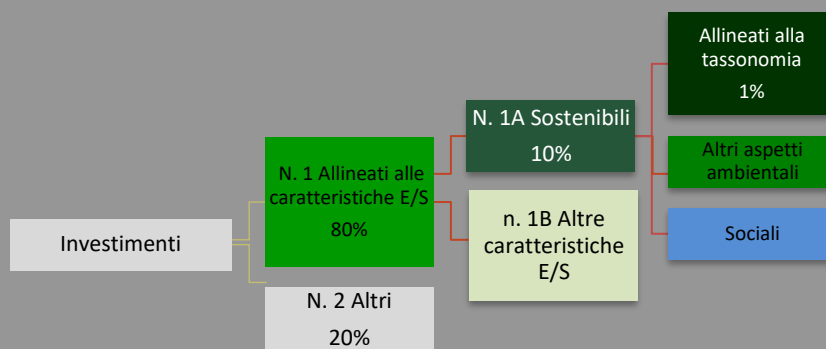 Investimenti
N. 1 Allineati alle
caratteristiche E/S
80%
N. 2 Altri
20%
N. 1A Sostenibili
10%
n. 1B Altre
caratteristiche
E/S
Allineati alla
tassonomia
1%
Altri aspetti
ambientali
Sociali